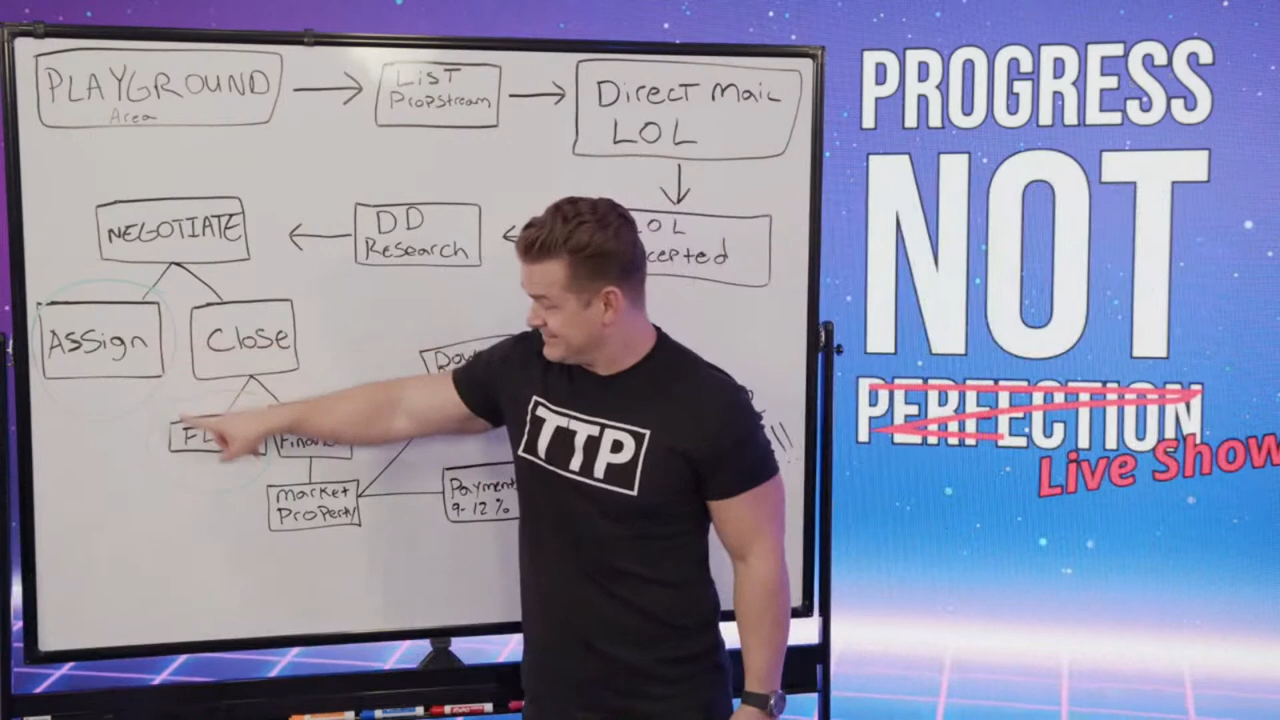 PLAYGROUND
Area
LIST
Propstream
Direct Mail
LOL
NEGOTIATE
DD
Research
LOL
Assign
Close
Market
Property
Payment
9-12%
!!
TTP
PROGRESS
NOT
PERFECTION
Live Show